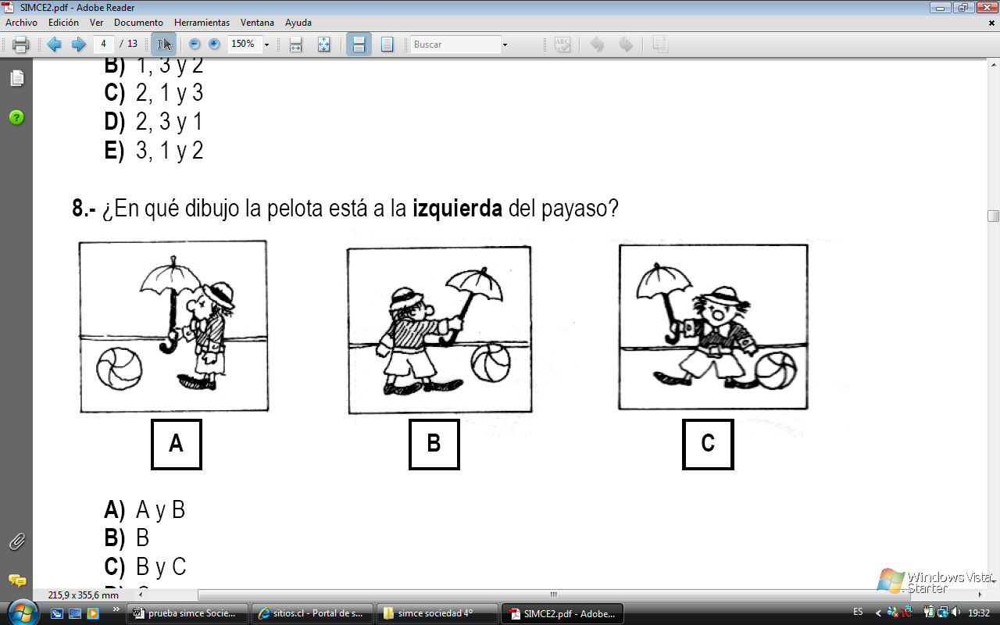 SIMCE2.pdf - Adobe Reader
Archivo Edición Ver Documento Herramientas Ventana Ayuda
4 / 13 150% Buscar
B) 1, 3 y 2
C) 2, 1 y 3
D) 2, 3 y 1
E) 3, 1 y 2
8.- ¿En qué dibujo la pelota está a la izquierda del payaso?
A B C
A) A y B
B) B
C) B y C
215,9 x 355,6 mm
Windows Vista
Starter
prueba simce Socie... sitios.cl - Portal de s... simce sociedad 4º SIMCE2.pdf - Adobe... ES 19:32